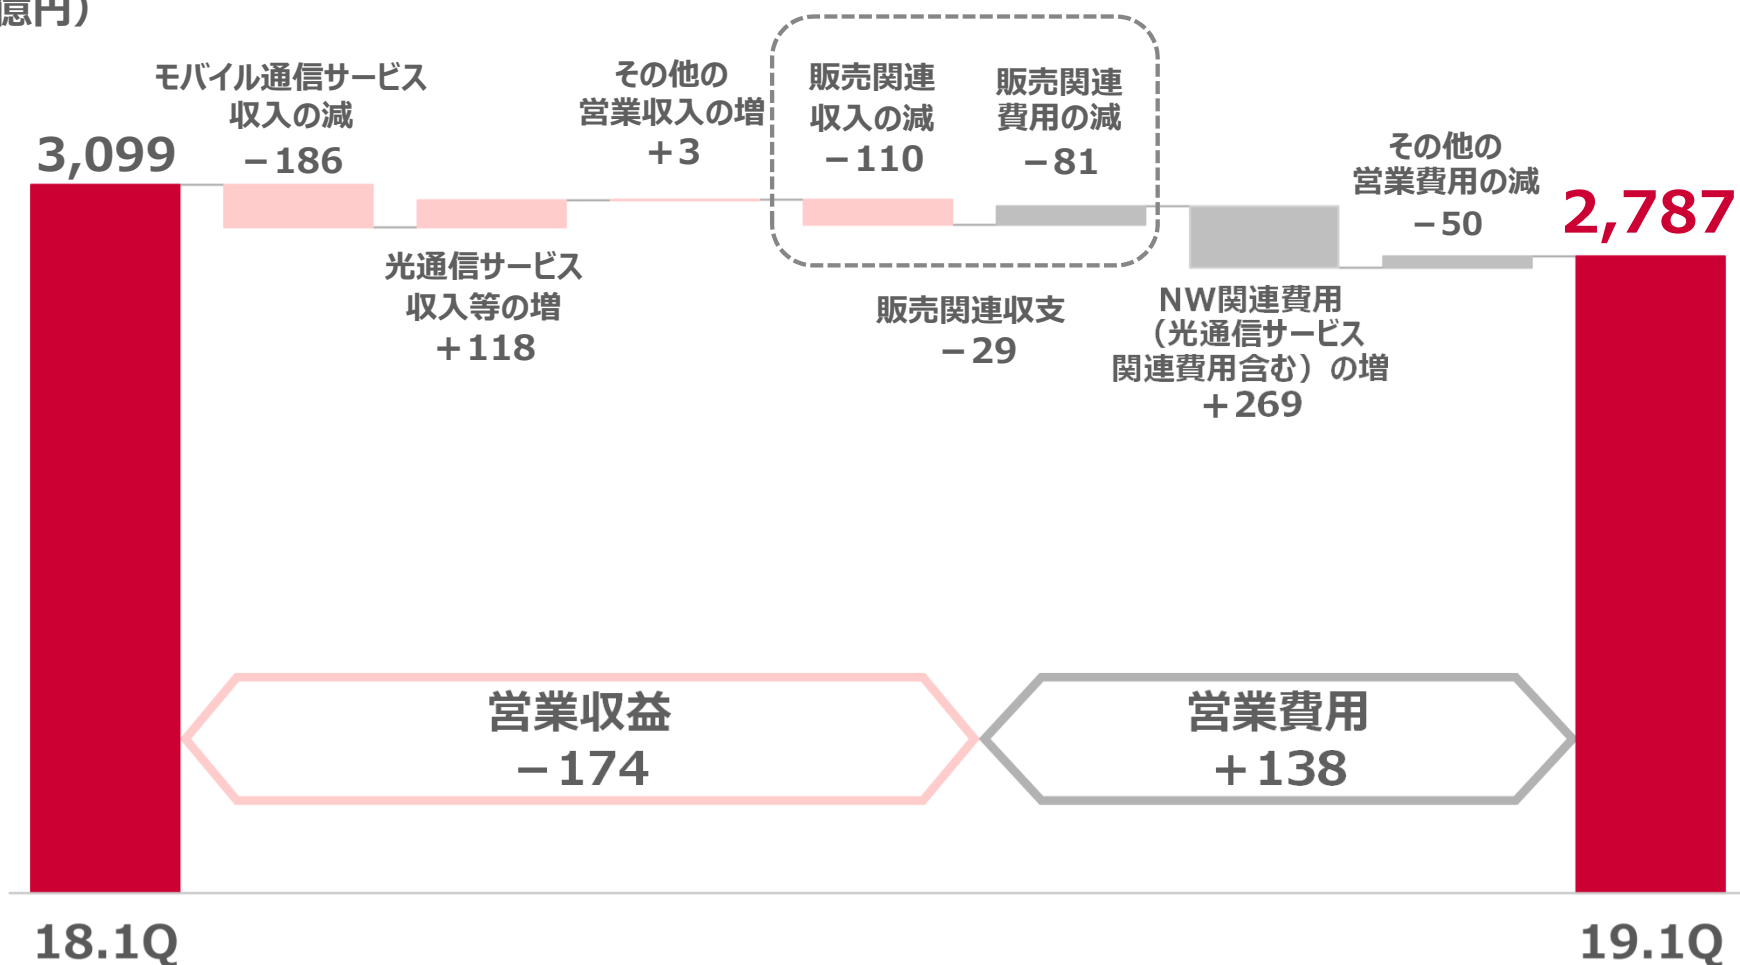 億円）
モバイル通信サービス
収入の減
－186
その他の
営業収入の増
＋3
販売関連
収入の減
－110
販売関連
費用の減
－81
その他の
営業費用の減
－50
3,099
2,787
光通信サービス
収入等の増
＋118
販売関連収支
－29
NW関連費用
（光通信サービス
関連費用含む）の増
＋269
営業収益
－174
営業費用
＋138
18.1Q
19.1Q